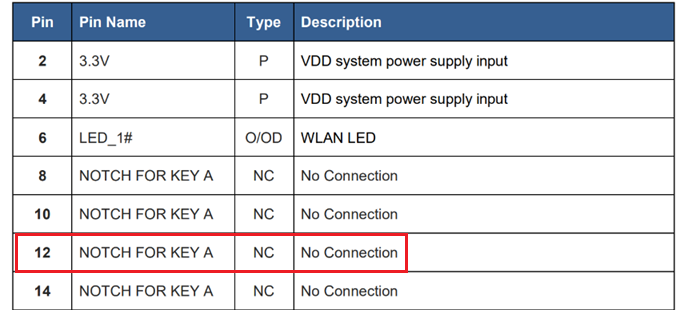 Pin Pin Name Type Description
2 3.3V P VDD system power supply input
4 3.3V P VDD system power supply input
6 LED_1# O/OD WLAN LED
8 NOTCH FOR KEY A NC No Connection
10 NOTCH FOR KEY A NC No Connection
12 NOTCH FOR KEY A NC No Connection
14 NOTCH FOR KEY A NC No Connection